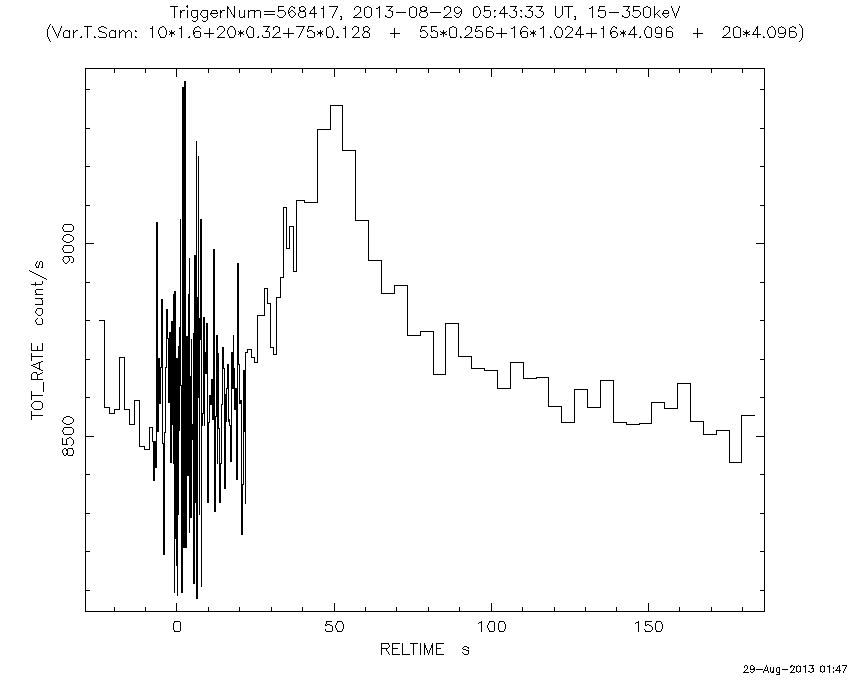 TriggerNum=568417, 2013-08-29 05:43:33 UT, 15-350keV
(Var.T.Sam: 10*1.6+20*0.32+75*0.128 + 55*0.256+16*1.024+16*4.096 + 20*4.096)
TOT_RATE count/s
9000
8500
0 50 100 150
RELTIME s
29-Aug-2013 01:47